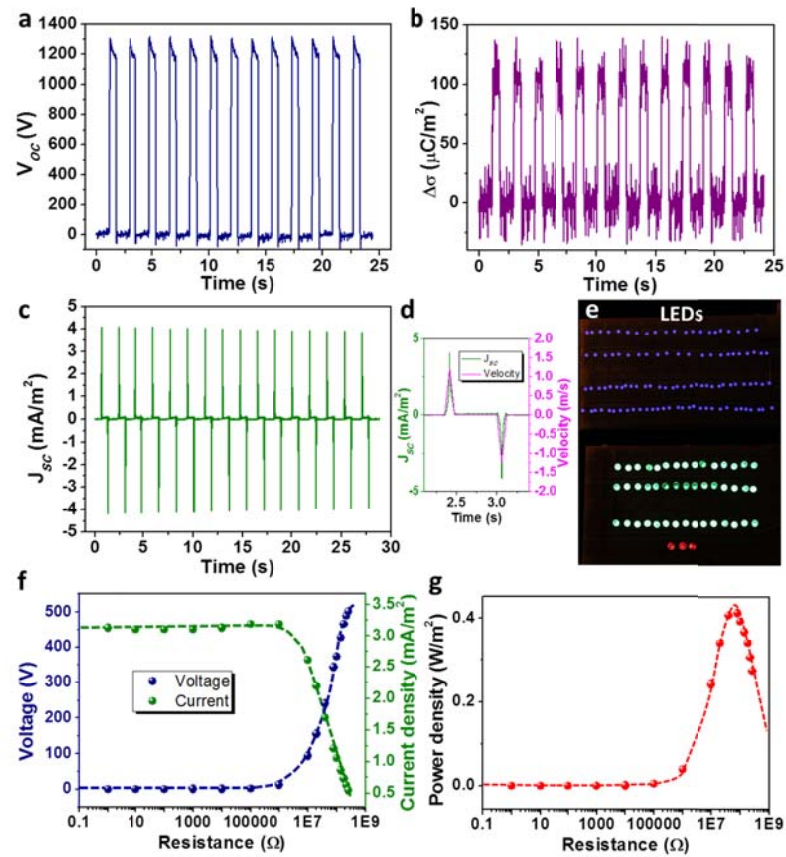 a
1400
1200
1000
800
600
400
200
0
V_oc (V)
0 5 10 15 20 25
Time (s)
b
150
100
50
0
Δσ (μC/m²)
0 5 10 15 20 25
Time (s)
c
5
4
3
2
1
0
-1
-2
-3
-4
-5
J_sc (mA/m²)
0 5 10 15 20 25 30
Time (s)
d
5
0
-5
J_sc (mA/m²)
J_sc
Velocity
2.0
1.5
1.0
0.5
0.0
-0.5
-1.0
-1.5
-2.0
Velocity (m/s)
2.5 3.0
Time (s)
e
LEDs
f
500
400
300
200
100
0
Voltage (V)
Voltage
Current
3.5
3.0
2.5
2.0
1.5
1.0
0.5
Current density (mA/m²)
0.1 10 1000 100000 1E7 1E9
Resistance (Ω)
g
0.4
0.2
0.0
Power density (W/m²)
0.1 10 1000 100000 1E7 1E9
Resistance (Ω)